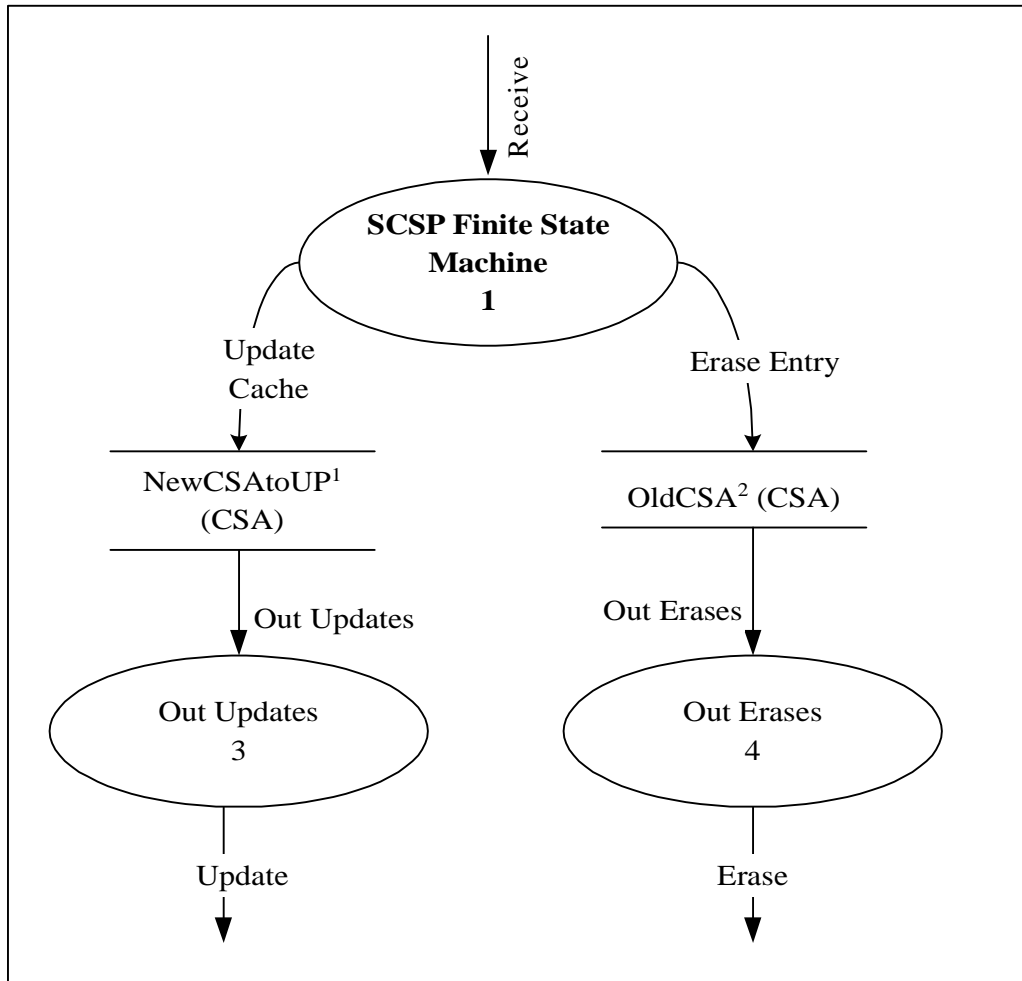 Receive
SCSP Finite State
Machine
1
Update
Cache
Erase Entry
NewCSAtoUP¹
(CSA)
OldCSA² (CSA)
Out Updates
Out Erases
Out Updates
3
Out Erases
4
Update
Erase